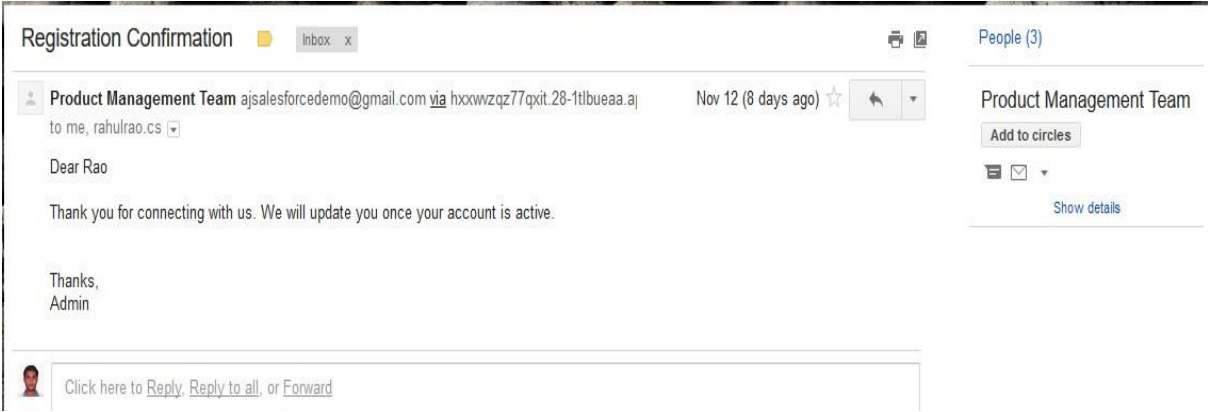 Registration Confirmation
Inbox x
People (3)
Product Management Team ajsalesforcedemo@gmail.com via hxxwvzqz77qxit.28-1tlbueaa.a
Nov 12 (8 days ago)
to me, rahulrao.cs
Product Management Team
Add to circles
Show details
Dear Rao
Thank you for connecting with us. We will update you once your account is active.
Thanks,
Admin
Click here to Reply, Reply to all, or Forward